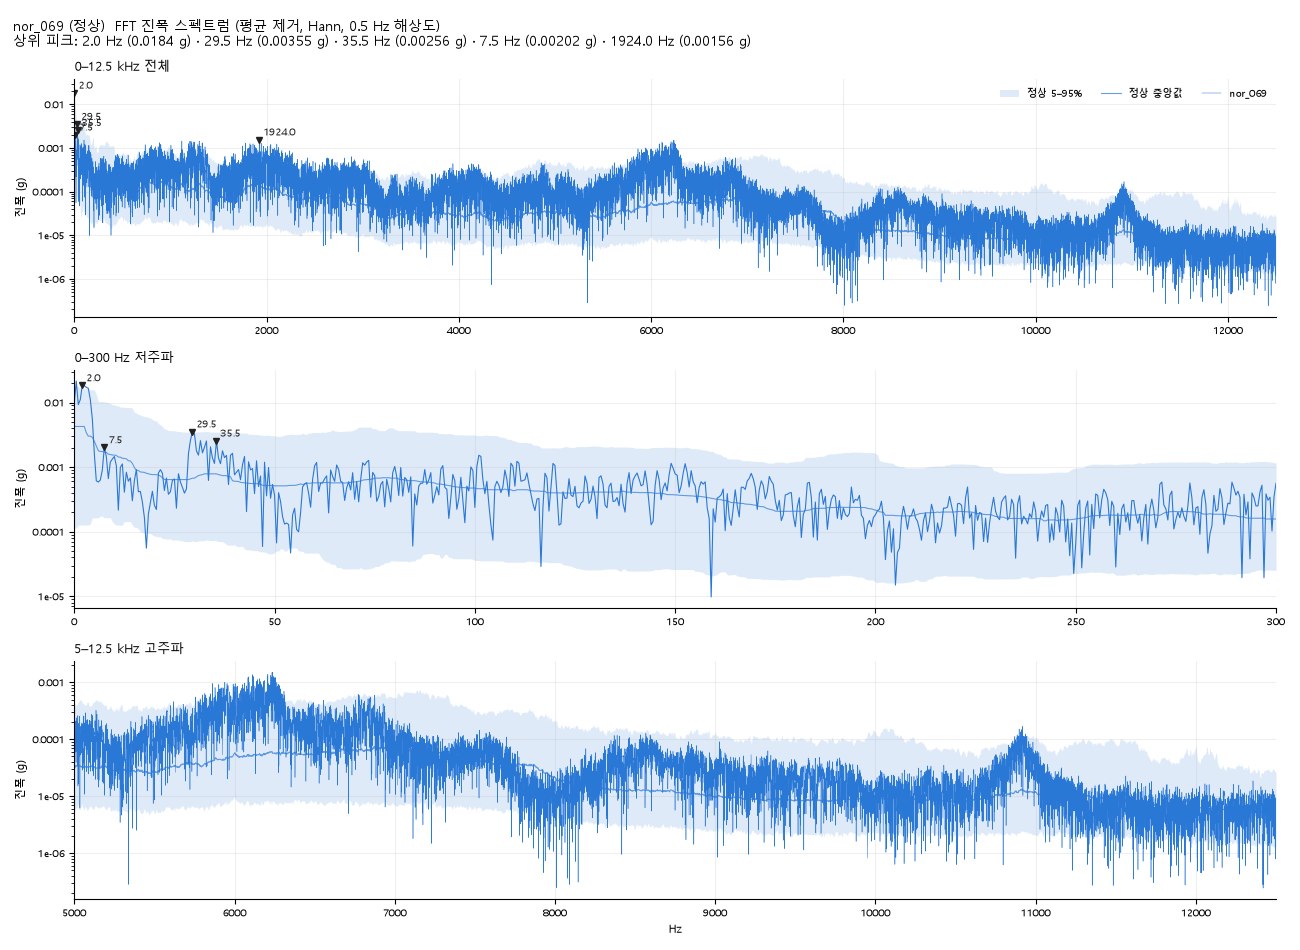 nor_069 (정상)  FFT 진폭 스펙트럼 (평균 제거, Hann, 0.5 Hz 해상도)
상위 피크: 2.0 Hz (0.0184 g) · 29.5 Hz (0.00355 g) · 35.5 Hz (0.00256 g) · 7.5 Hz (0.00202 g) · 1924.0 Hz (0.00156 g)
0–12.5 kHz 전체
2.0
29.5
35.5
7.5
1924.0
정상 5–95%
정상 중앙값
nor_069
진폭 (g)
0.01
0.001
0.0001
1e-05
1e-06
0 2000 4000 6000 8000 10000 12000
0–300 Hz 저주파
2.0
7.5
29.5
35.5
진폭 (g)
0.01
0.001
0.0001
1e-05
0 50 100 150 200 250 300
5–12.5 kHz 고주파
진폭 (g)
0.001
0.0001
1e-05
1e-06
5000 6000 7000 8000 9000 10000 11000 12000
Hz